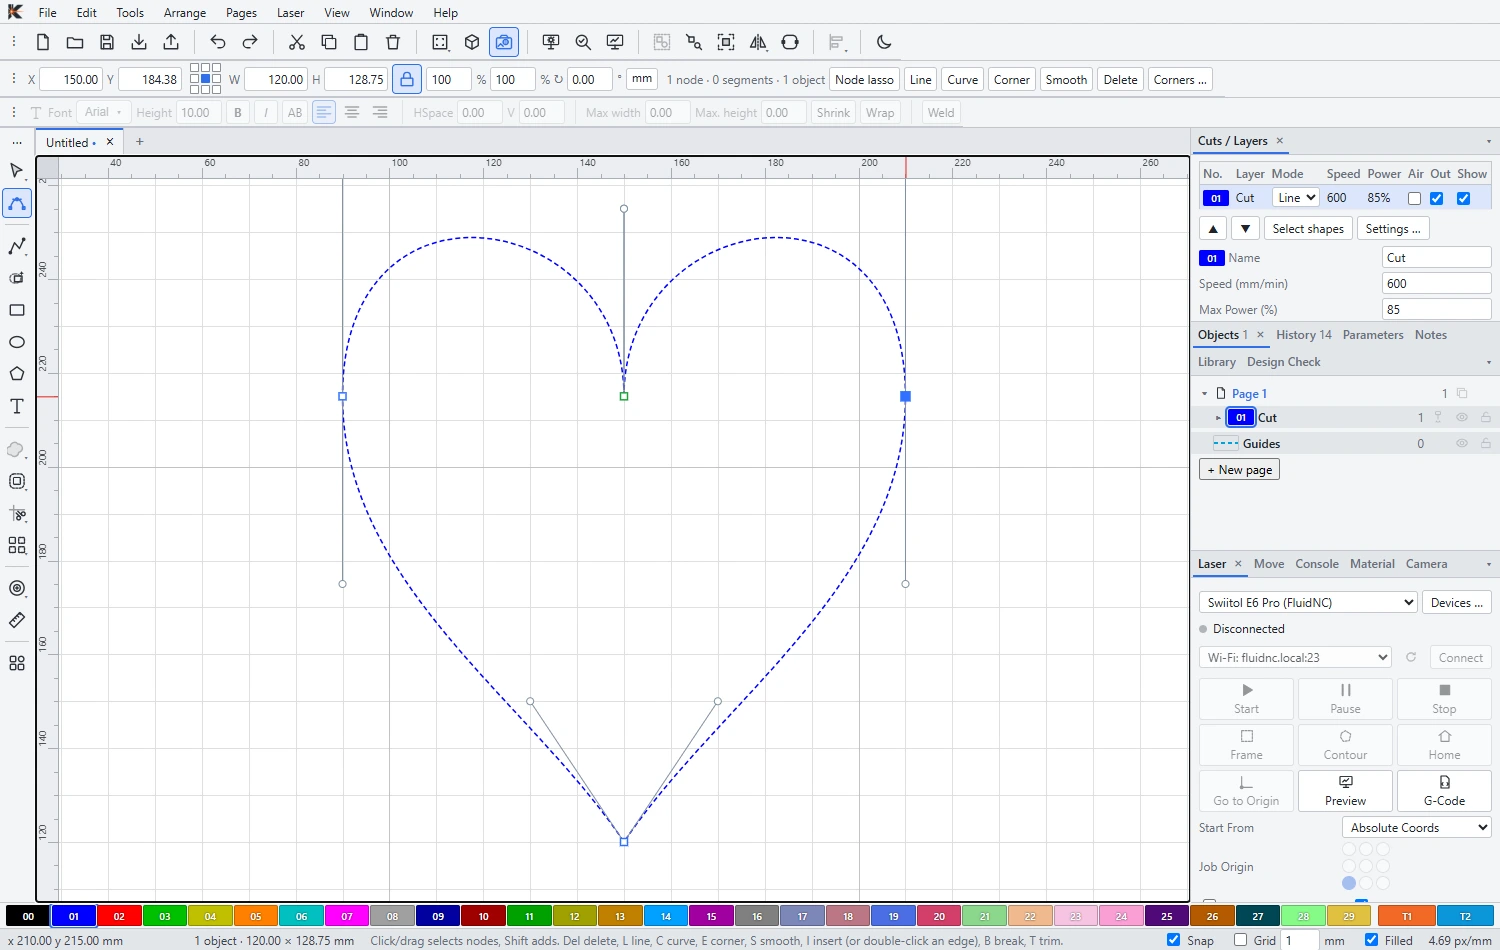 File Edit Tools Arrange Pages Laser View Window Help
X 150.00 Y 184.38 W 120.00 H 128.75 100 % 100 % ↻ 0.00 ° mm 1 node · 0 segments · 1 object Node lasso Line Curve Corner Smooth Delete Corners ...
T Font Arial Height 10.00 B I AB HSpace 0.00 V 0.00 Max width 0.00 Max. height 0.00 Shrink Wrap Weld
Untitled • × +
40 60 80 100 120 140 160 180 200 220 240 260
240
220
200
180
160
140
120
Cuts / Layers ×
No. Layer Mode Speed Power Air Out Show
01 Cut Line 600 85%
▲ ▼ Select shapes Settings ...
01 Name Cut
Speed (mm/min) 600
Max Power (%) 85
Objects 1 × History 14 Parameters Notes
Library Design Check
Page 1 1
01 Cut 1
Guides 0
+ New page
Laser × Move Console Material Camera
Swiitol E6 Pro (FluidNC) Devices ...
Disconnected
Wi-Fi: fluidnc.local:23 Connect
Start Pause Stop
Frame Contour Home
Go to Origin Preview G-Code
Start From Absolute Coords
Job Origin
00 01 02 03 04 05 06 07 08 09 10 11 12 13 14 15 16 17 18 19 20 21 22 23 24 25 26 27 28 29 T1 T2
x 210.00 y 215.00 mm 1 object · 120.00 × 128.75 mm Click/drag selects nodes, Shift adds. Del delete, L line, C curve, E corner, S smooth, I insert (or double-click an edge), B break, T trim. Snap Grid 1 mm Filled 4.69 px/mm